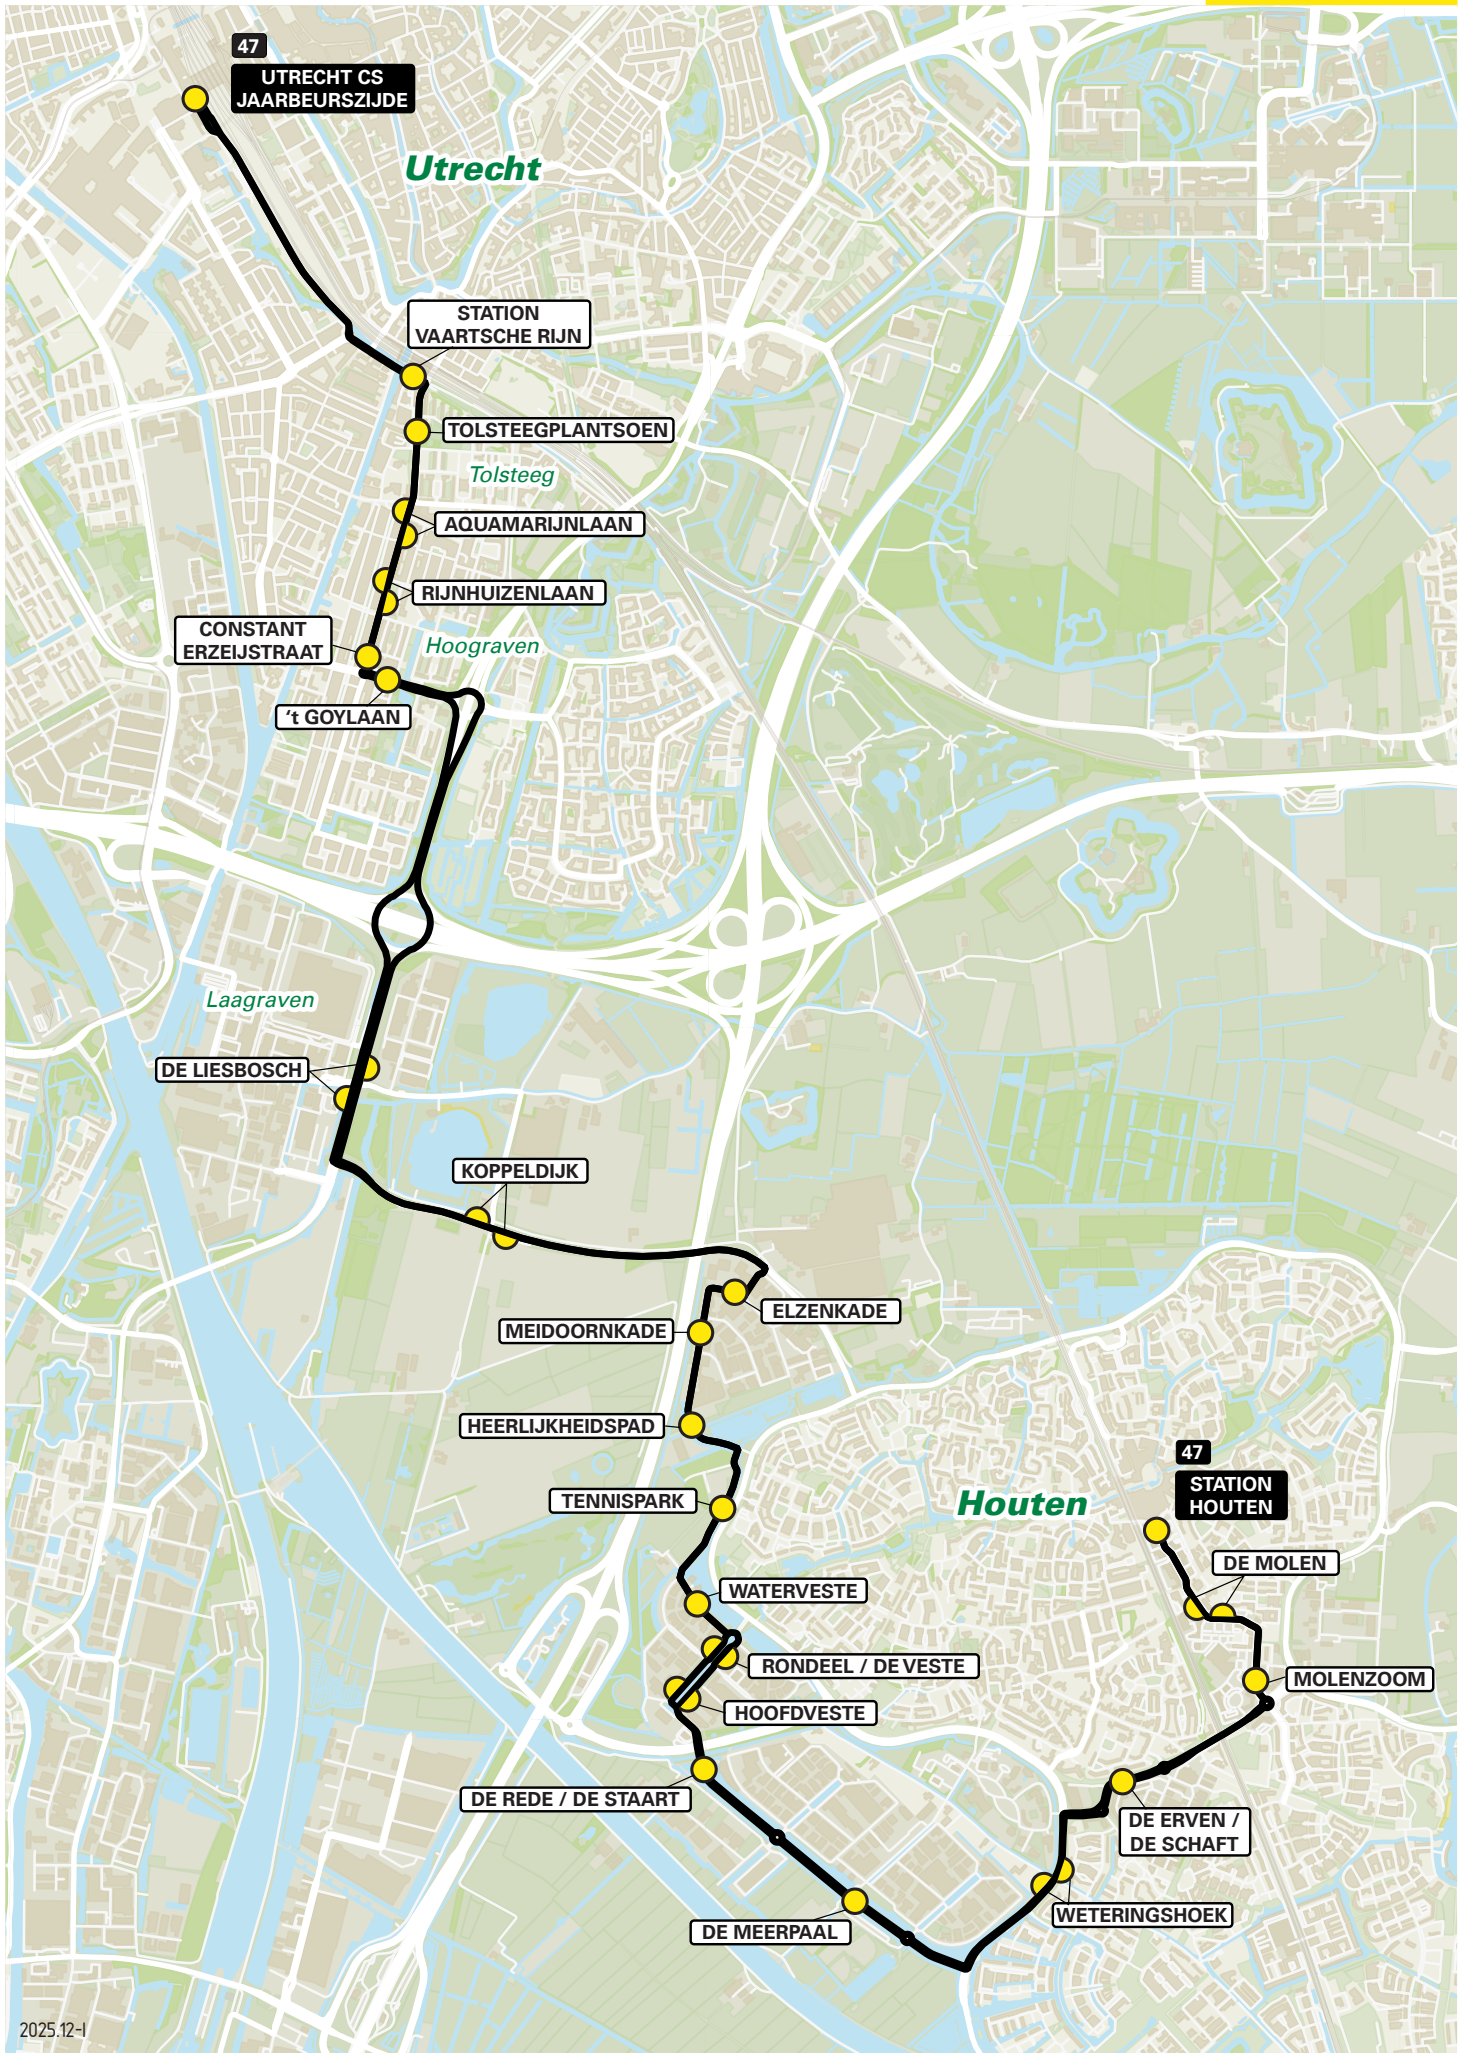 47
UTRECHT CS
JAARBEURSZIJDE
Utrecht
STATION
VAARTSCHE RIJN
TOLSTEEGPLANTSOEN
Tolsteeg
AQUAMARIJNLAAN
RIJNHUIZENLAAN
CONSTANT
ERZEIJSTRAAT
Hoograven
‘t GOYLAAN
Laagraven
DE LIESBOSCH
KOPPELDIJK
ELZENKADE
MEIDOORNKADE
HEERLIJKHEIDSPAD
47
STATION
HOUTEN
Houten
TENNISPARK
DE MOLEN
WATERVESTE
RONDEEL / DE VESTE
MOLENZOOM
HOOFDVESTE
DE REDE / DE STAART
DE ERVEN /
DE SCHAFT
WETERINGSHOEK
DE MEERPAAL
2025.12-I